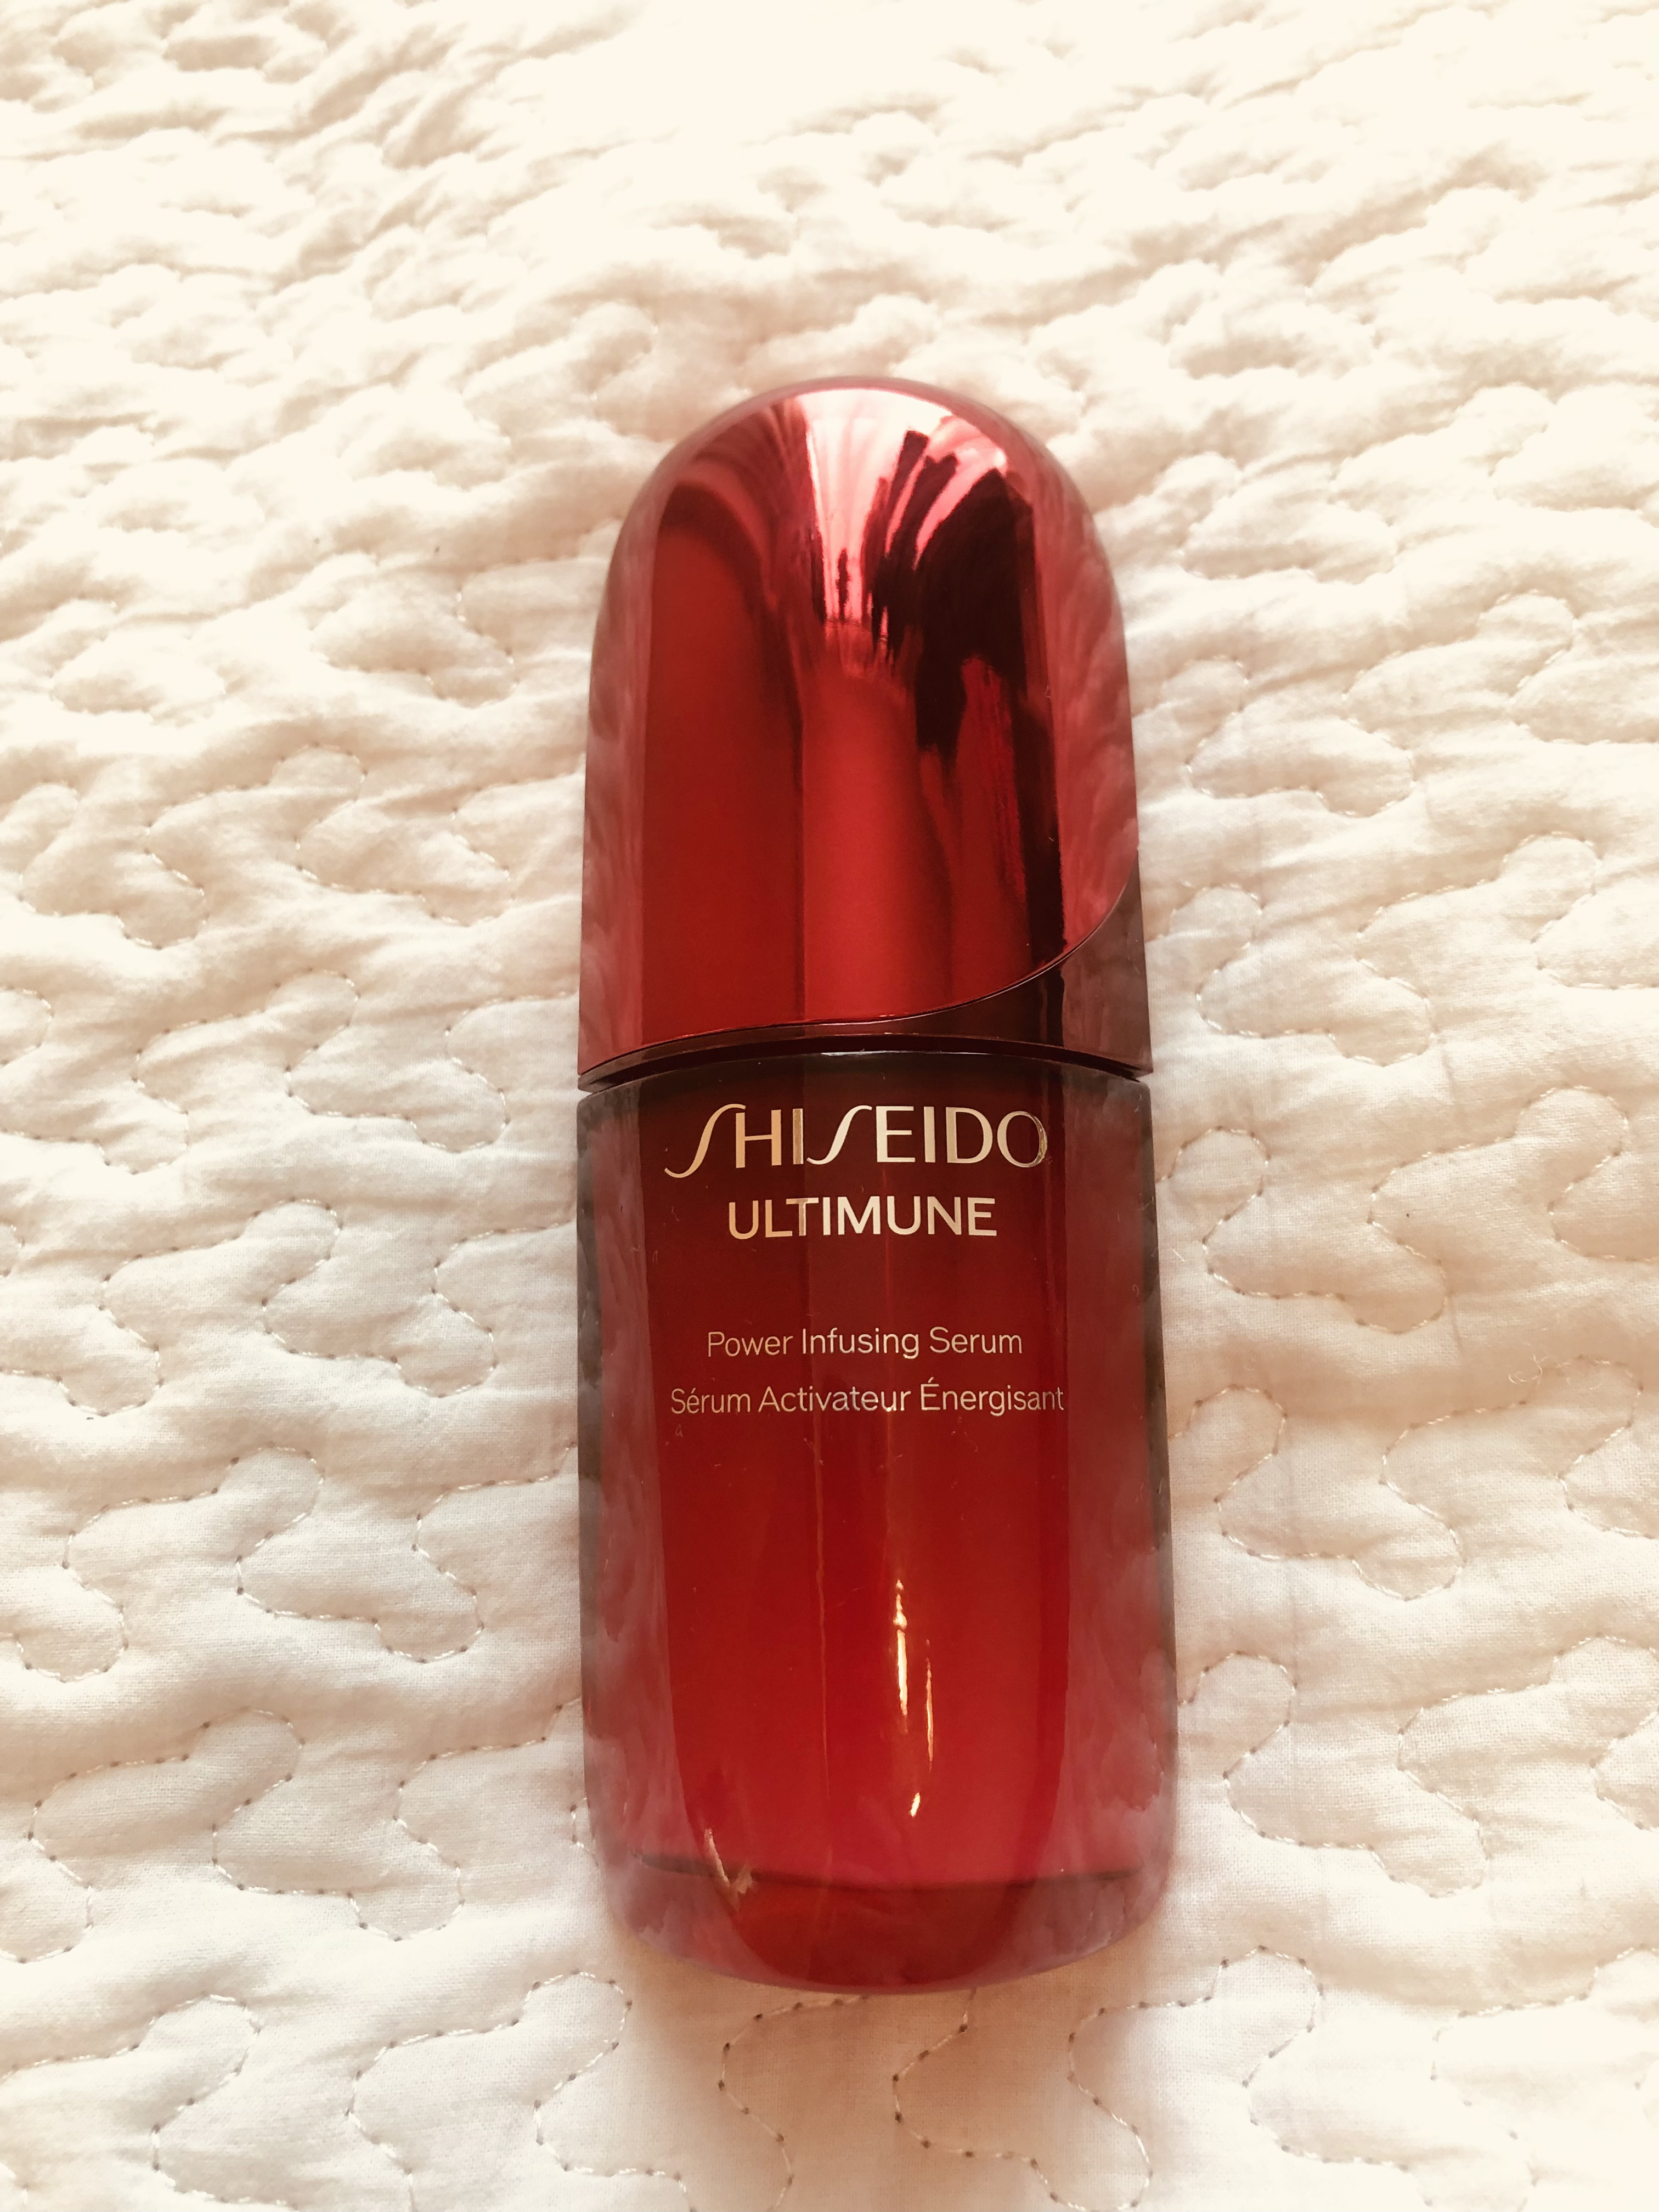 SHISEIDO
ULTIMUNE
Power Infusing Serum
Sérum Activateur Énergisant